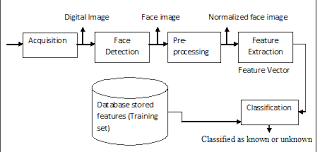 Digital Image
Face image
Normalized face image
Acquisition
Face
Detection
Pre-
processing
Feature
Extraction
Feature Vector
Database stored
features (Training
set)
Classification
Classified as known or unknown